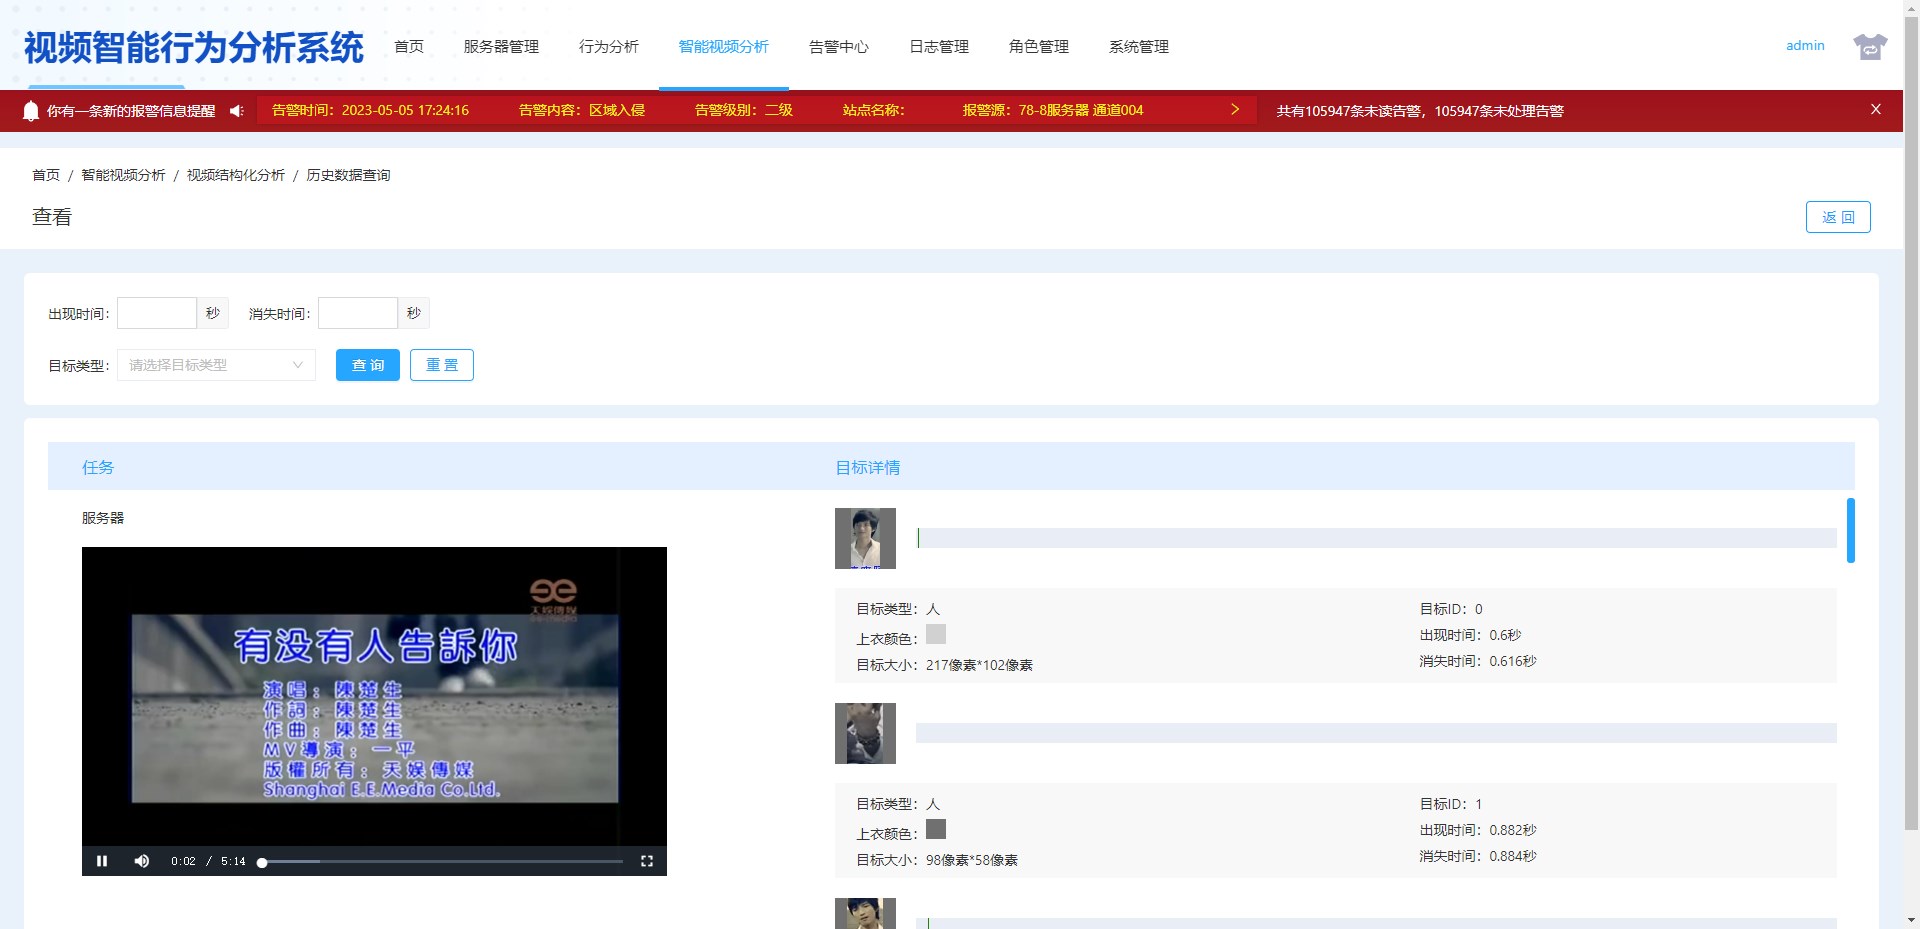 视频智能行为分析系统
首页 服务器管理 行为分析 智能视频分析 告警中心 日志管理 角色管理 系统管理
admin
你有一条新的报警信息提醒 告警时间：2023-05-05 17:24:16 告警内容：区域入侵 告警级别：二级 站点名称： 报警源：78-8服务器 通道004 共有105947条未读告警，105947条未处理告警
首页 / 智能视频分析 / 视频结构化分析 / 历史数据查询
查看
返 回
出现时间： 秒 消失时间： 秒
目标类型： 请选择目标类型 查 询 重 置
任务 目标详情
服务器
天娱傳媒
ee-media
有没有人告訴你
演唱：陳楚生
作詞：陳楚生
作曲：陳楚生
MV導演：一平
版權所有：天娱傳媒
Shanghai E.E.Media Co.Ltd.
0:02 / 5:14
目标类型：人 目标ID：0
上衣颜色： 出现时间：0.6秒
目标大小：217像素*102像素 消失时间：0.616秒
目标类型：人 目标ID：1
上衣颜色： 出现时间：0.882秒
目标大小：98像素*58像素 消失时间：0.884秒